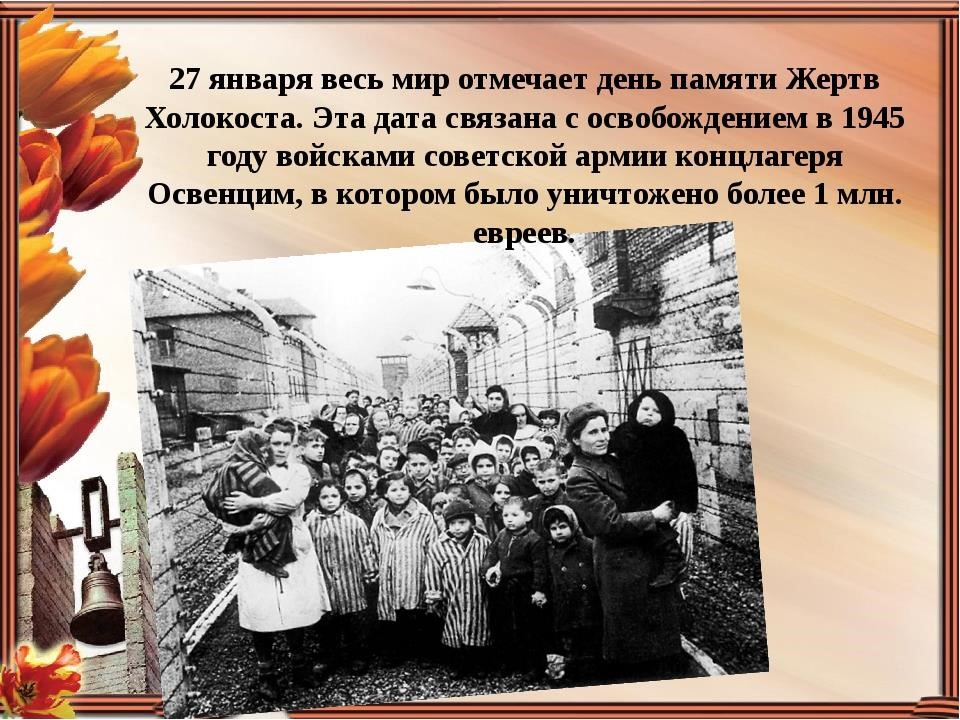 27 января весь мир отмечает день памяти Жертв
Холокоста. Эта дата связана с освобождением в 1945
году войсками советской армии концлагеря
Освенцим, в котором было уничтожено более 1 млн.
евреев.